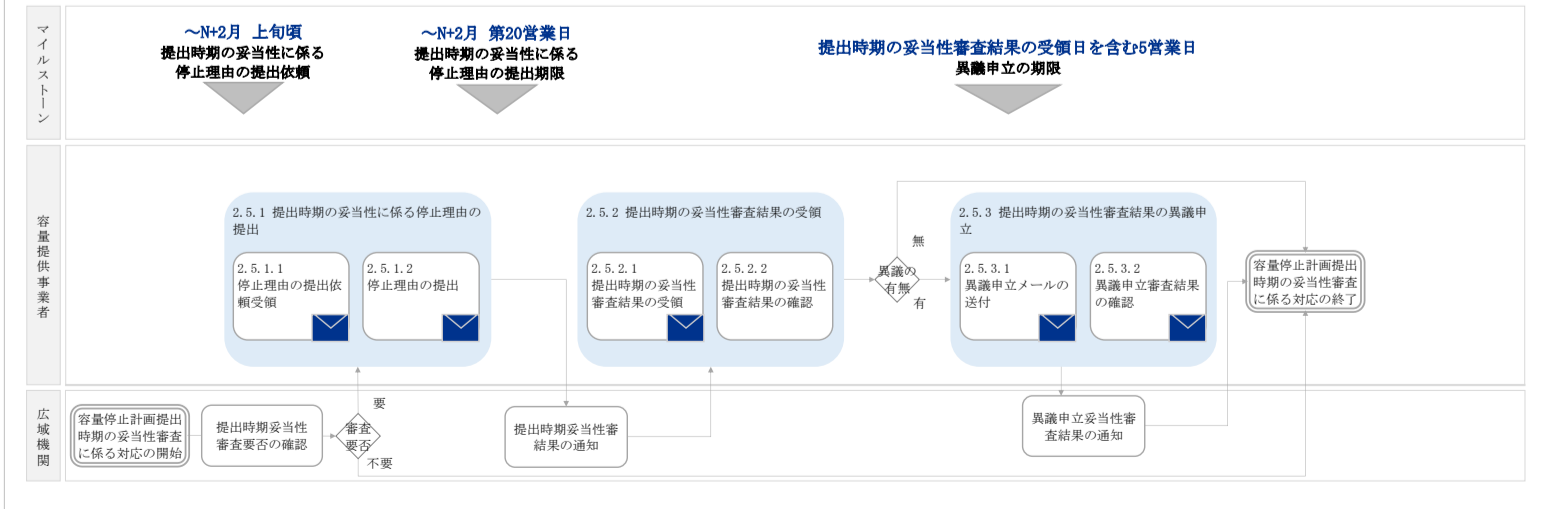 マイルストーン
～N+2月 上旬頃
提出時期の妥当性に係る
停止理由の提出依頼
～N+2月 第20営業日
提出時期の妥当性に係る
停止理由の提出期限
提出時期の妥当性審査結果の受領日を含む5営業日
異議申立の期限
容量提供事業者
2.5.1 提出時期の妥当性に係る停止理由の
提出
2.5.1.1
停止理由の提出依
頼受領
2.5.1.2
停止理由の提出
2.5.2 提出時期の妥当性審査結果の受領
2.5.2.1
提出時期の妥当性
審査結果の受領
2.5.2.2
提出時期の妥当性
審査結果の確認
異議の
有無
無
有
2.5.3 提出時期の妥当性審査結果の異議申
立
2.5.3.1
異議申立メールの
送付
2.5.3.2
異議申立審査結果
の確認
容量停止計画提出
時期の妥当性審査
に係る対応の終了
広域機関
容量停止計画提出
時期の妥当性審査
に係る対応の開始
提出時期妥当性
審査要否の確認
審査
要否
要
不要
提出時期妥当性審
結果の通知
異議申立妥当性審
査結果の通知